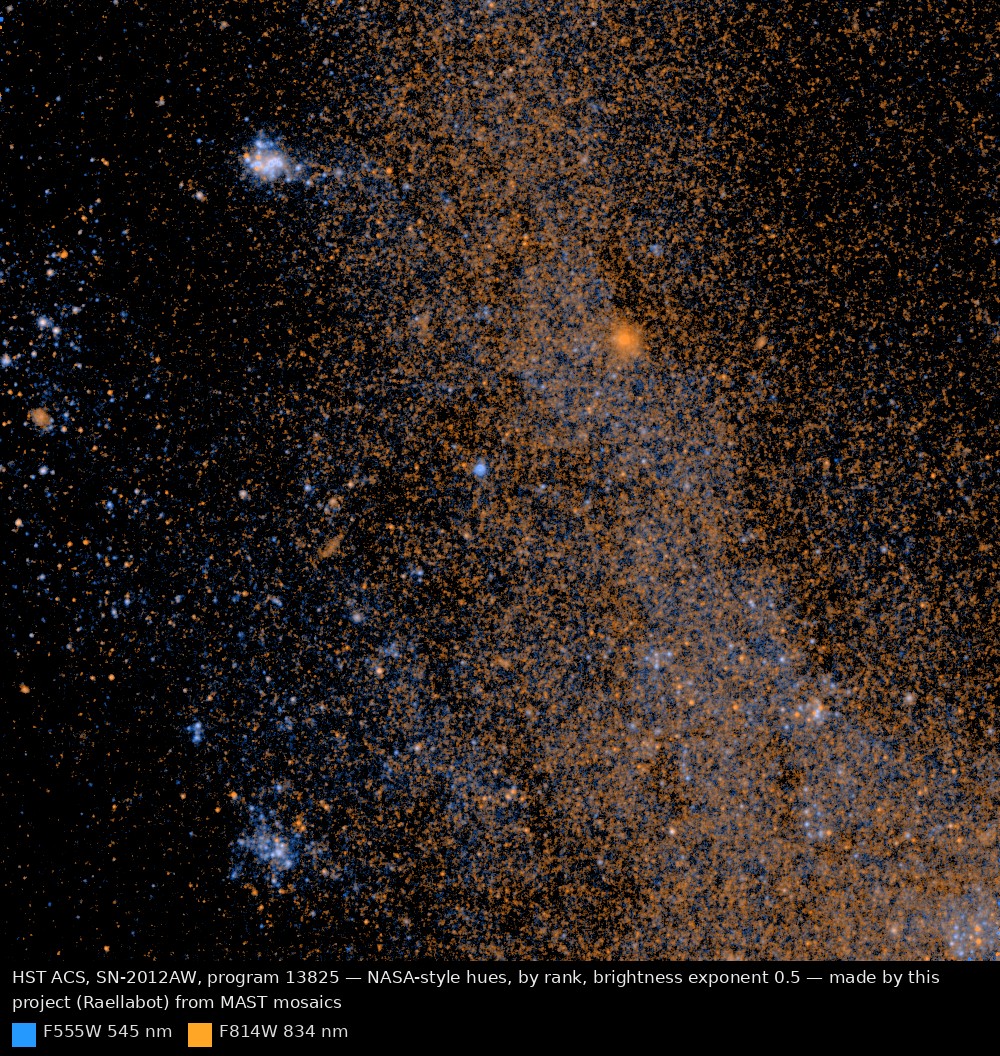 HST ACS, SN-2012AW, program 13825 — NASA-style hues, by rank, brightness exponent 0.5 — made by this
project (Raellabot) from MAST mosaics
F555W 545 nm F814W 834 nm